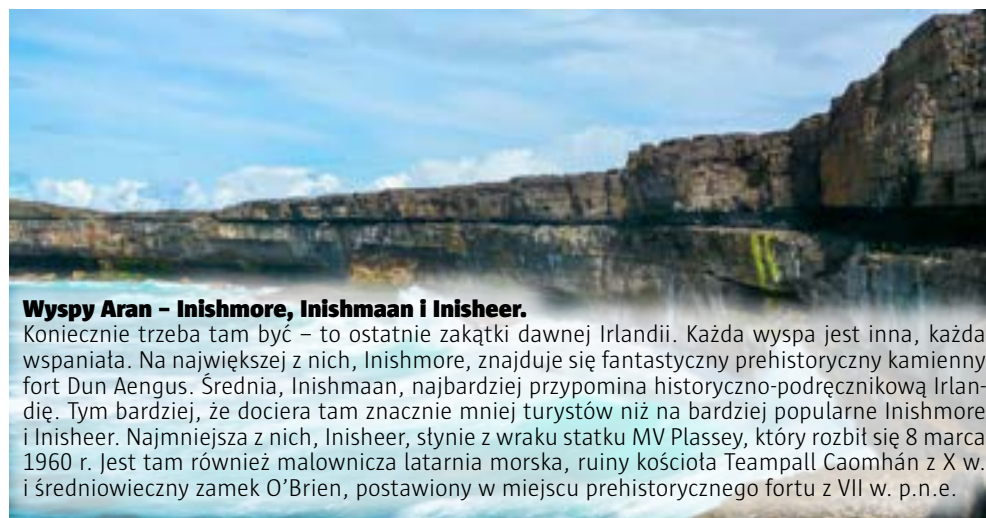 Wyspy Aran – Inishmore, Inishmaan i Inisheer.
Koniecznie trzeba tam być – to ostatnie zakątki dawnej Irlandii. Każda wyspa jest inna, każda
wspaniała. Na największej z nich, Inishmore, znajduje się fantastyczny prehistoryczny kamienny
fort Dun Aengus. Średnia, Inishmaan, najbardziej przypomina historyczno-podręcznikową Irlan-
dię. Tym bardziej, że dociera tam znacznie mniej turystów niż na bardziej popularne Inishmore
i Inisheer. Najmniejsza z nich, Inisheer, słynie z wraku statku MV Plassey, który rozbił się 8 marca
1960 r. Jest tam również malownicza latarnia morska, ruiny kościoła Teampall Caomhán z X w.
i średniowieczny zamek O’Brien, postawiony w miejscu prehistorycznego fortu z VII w. p.n.e.